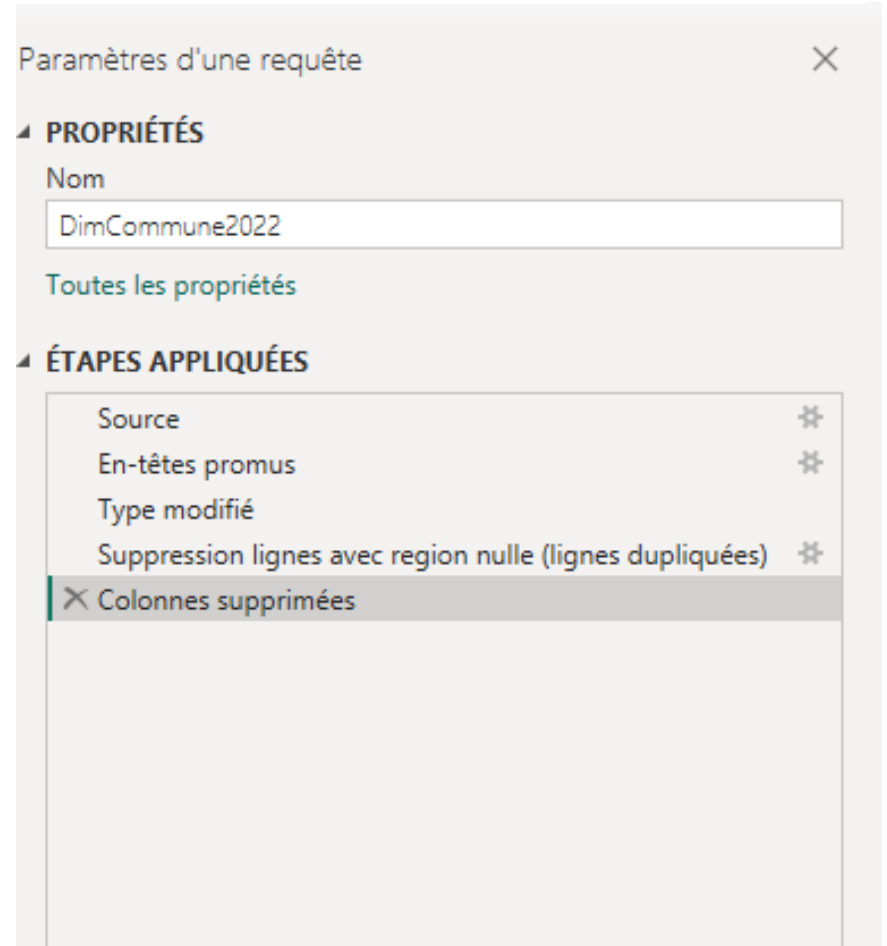 Paramètres d'une requête
PROPRIÉTÉS
Nom
DimCommune2022
Toutes les propriétés
ÉTAPES APPLIQUÉES
Source
En-têtes promus
Type modifié
Suppression lignes avec region nulle (lignes dupliquées)
Colonnes supprimées